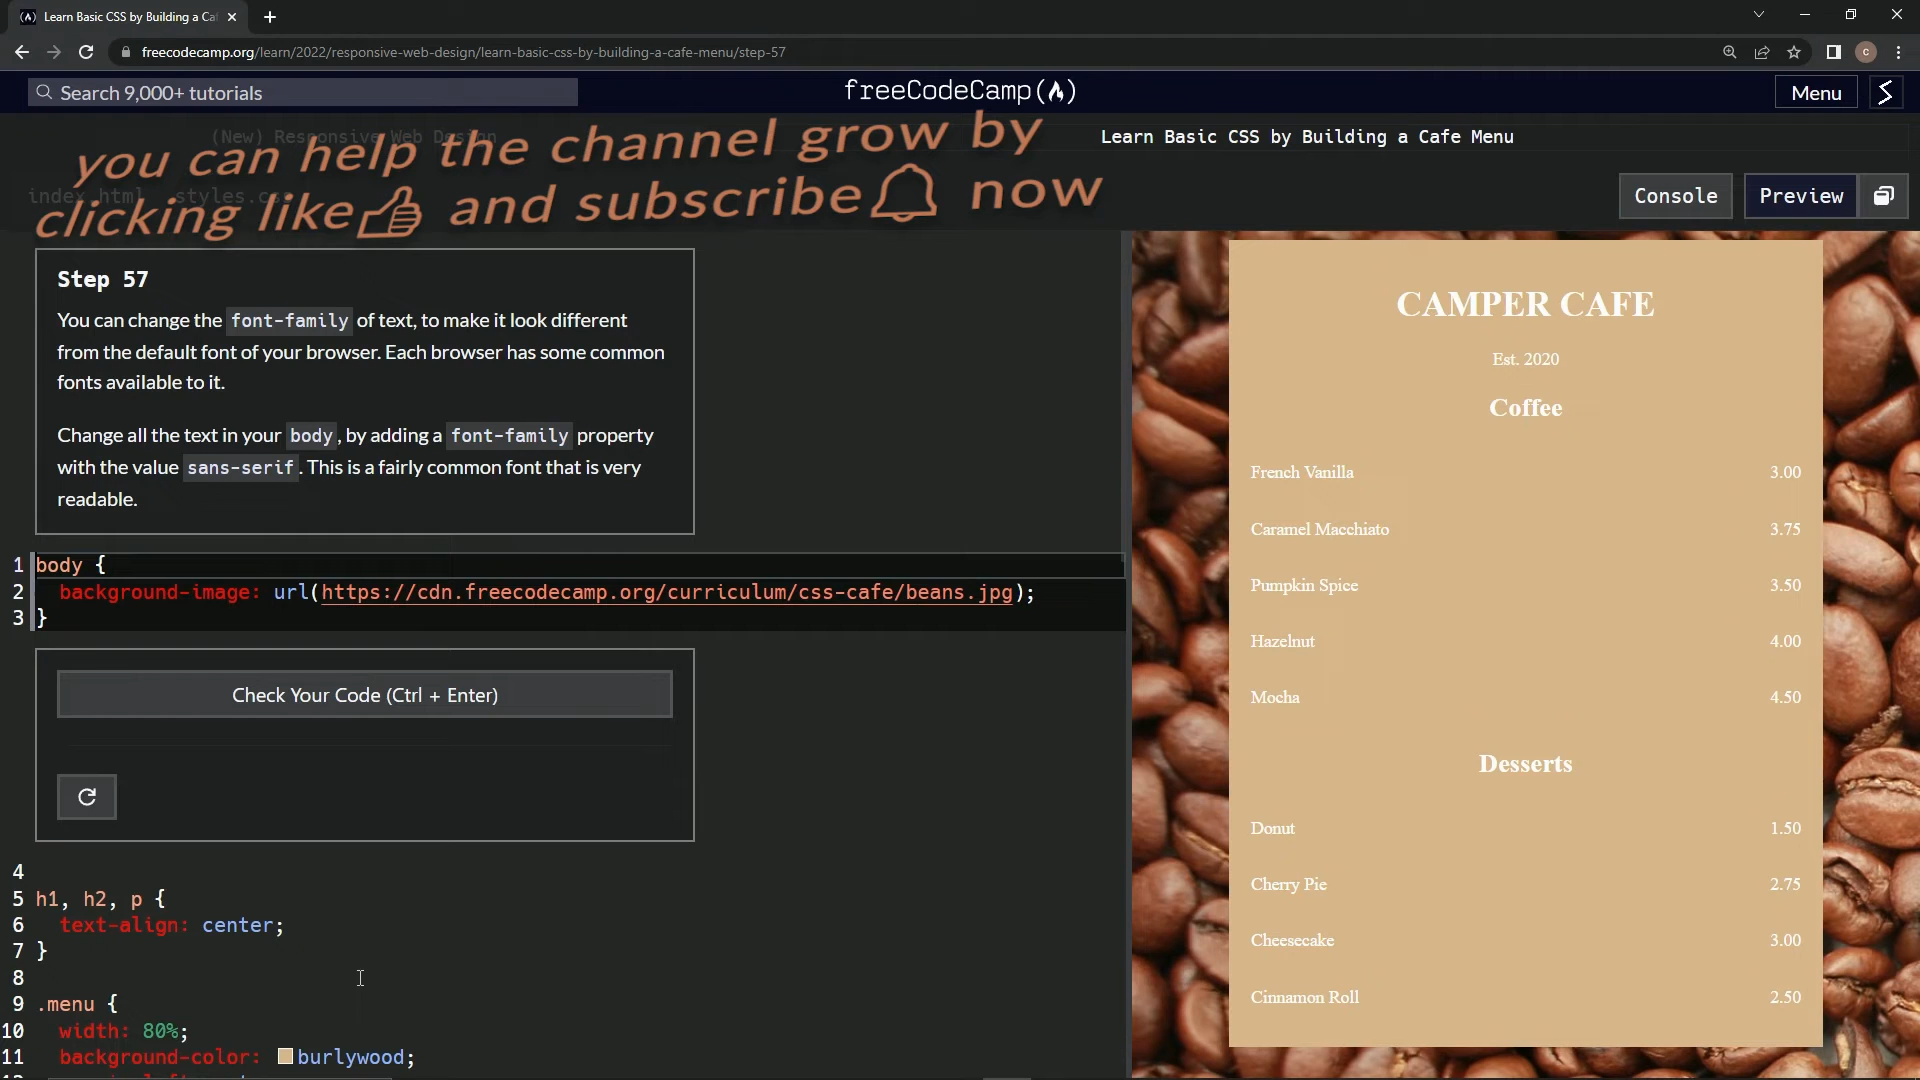 Learn Basic CSS by Building a Ca
freecodecamp.org/learn/2022/responsive-web-design/learn-basic-css-by-building-a-cafe-menu/step-57
C
Search 9,000+ tutorials
freeCodeCamp
Menu
(New) Responsive Web Design
Learn Basic CSS by Building a Cafe Menu
you can help the channel grow by
clicking like and subscribe now
index.html styles.css
Console
Preview
Step 57
You can change the font-family of text, to make it look different
from the default font of your browser. Each browser has some common
fonts available to it.
Change all the text in your body, by adding a font-family property
with the value sans-serif. This is a fairly common font that is very
readable.
1 body {
2 background-image: url(https://cdn.freecodecamp.org/curriculum/css-cafe/beans.jpg);
3 }
Check Your Code (Ctrl + Enter)
4
5 h1, h2, p {
6 text-align: center;
7 }
8
9 .menu {
10 width: 80%;
11 background-color: burlywood;
CAMPER CAFE
Est. 2020
Coffee
French Vanilla 3.00
Caramel Macchiato 3.75
Pumpkin Spice 3.50
Hazelnut 4.00
Mocha 4.50
Desserts
Donut 1.50
Cherry Pie 2.75
Cheesecake 3.00
Cinnamon Roll 2.50